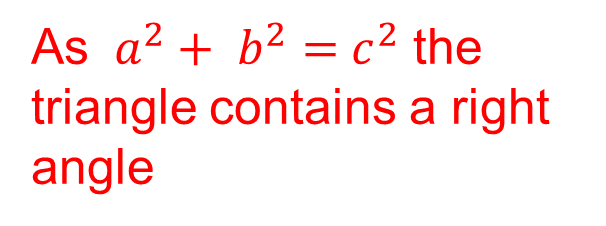 As a² + b² = c² the
triangle contains a right
angle